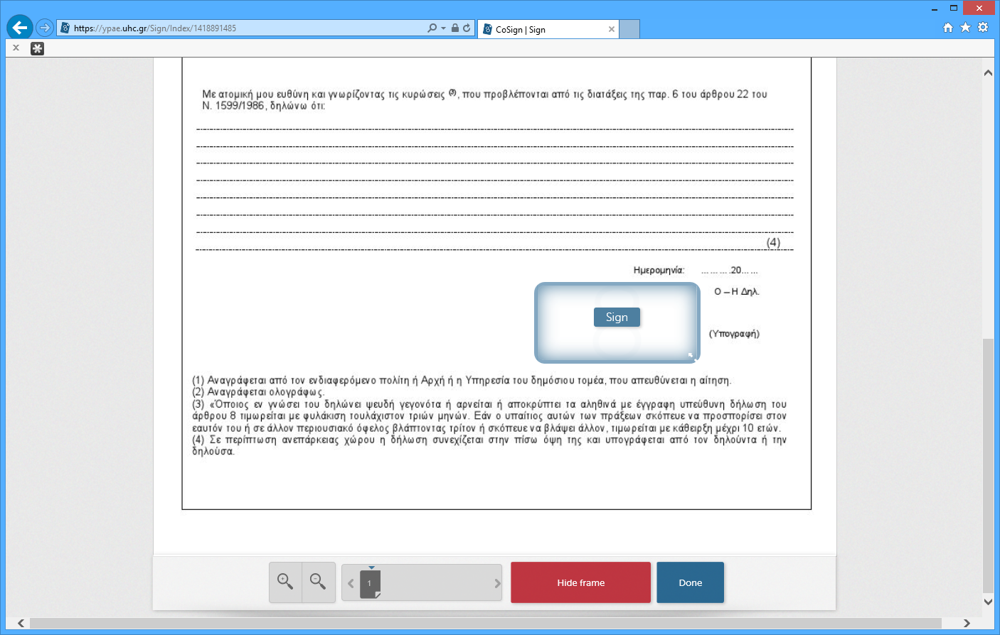 https://ypae.uhc.gr/Sign/Index/1418891485
CoSign | Sign
Με ατομική μου ευθύνη και γνωρίζοντας τις κυρώσεις (3), που προβλέπονται από τις διατάξεις της παρ. 6 του άρθρου 22 του
Ν. 1599/1986, δηλώνω ότι:
(4)
Ημερομηνία: ... ... ... .20... ...
Ο – Η Δηλ.
Sign
(Υπογραφή)
(1) Αναγράφεται από τον ενδιαφερόμενο πολίτη ή Αρχή ή η Υπηρεσία του δημόσιου τομέα, που απευθύνεται η αίτηση.
(2) Αναγράφεται ολογράφως.
(3) «Όποιος εν γνώσει του δηλώνει ψευδή γεγονότα ή αρνείται ή αποκρύπτει τα αληθινά με έγγραφη υπεύθυνη δήλωση του
άρθρου 8 τιμωρείται με φυλάκιση τουλάχιστον τριών μηνών. Εάν ο υπαίτιος αυτών των πράξεων σκόπευε να προσπορίσει στον
εαυτόν του ή σε άλλον περιουσιακό όφελος βλάπτοντας τρίτον ή σκόπευε να βλάψει άλλον, τιμωρείται με κάθειρξη μέχρι 10 ετών.
(4) Σε περίπτωση ανεπάρκειας χώρου η δήλωση συνεχίζεται στην πίσω όψη της και υπογράφεται από τον δηλούντα ή την
δηλούσα.
1
Hide frame
Done